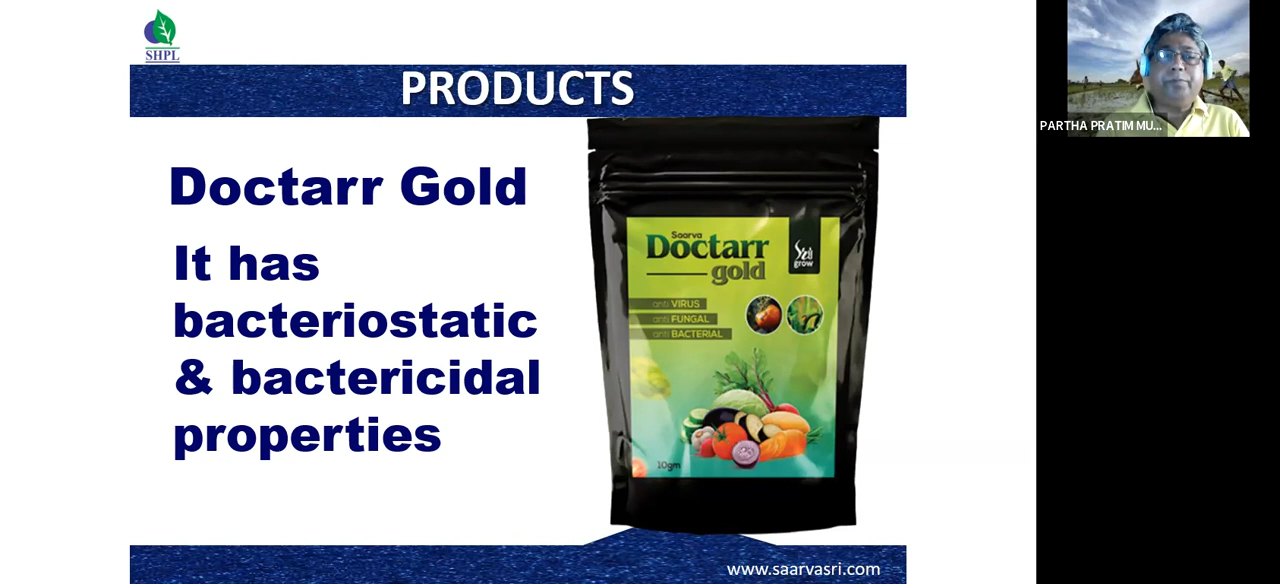 SHPL
PRODUCTS
Doctarr Gold
It has
bacteriostatic
& bactericidal
properties
Saarva
Doctarr
gold
grow
anti VIRUS
anti FUNGAL
anti BACTERIAL
10gm
www.saarvasri.com
PARTHA PRATIM MU...